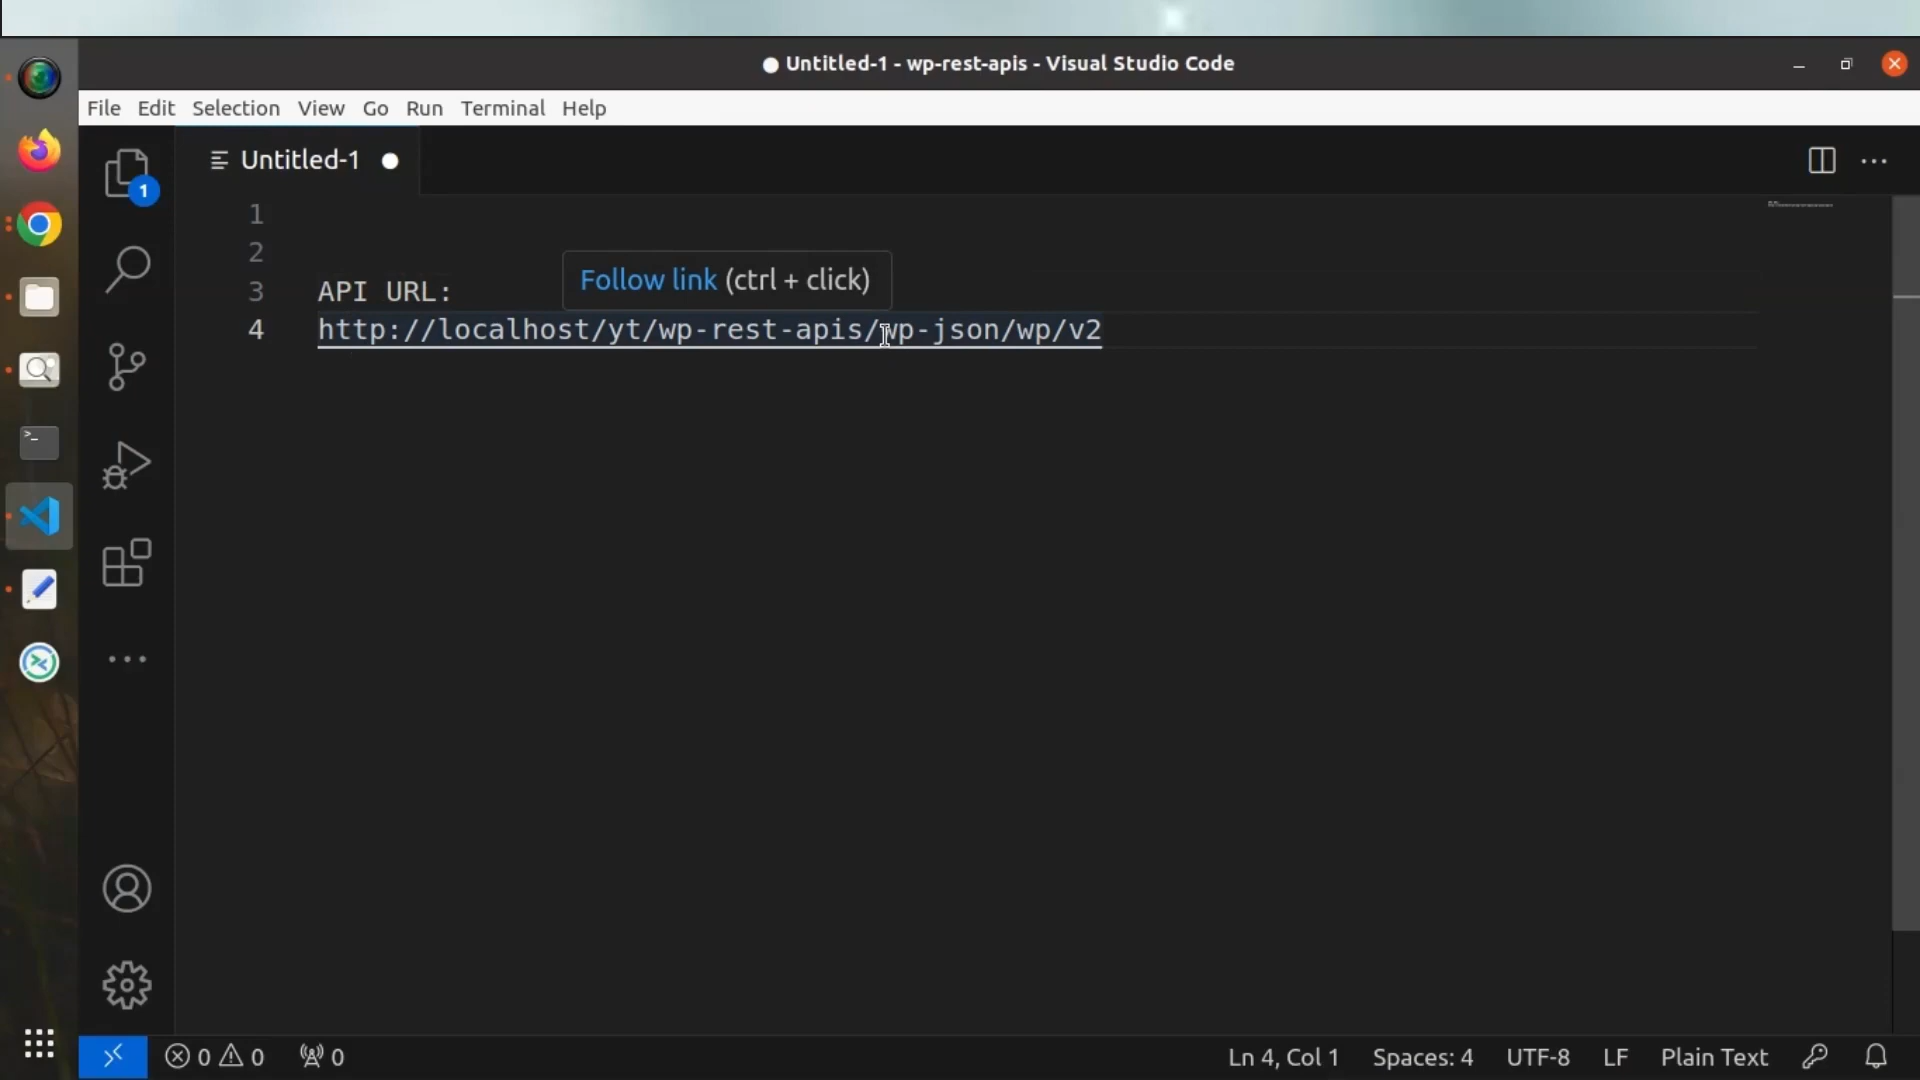 ● Untitled-1 - wp-rest-apis - Visual Studio Code
File Edit Selection View Go Run Terminal Help
Untitled-1
1
1
2
Follow link (ctrl + click)
3 API URL:
4 http://localhost/yt/wp-rest-apis/wp-json/wp/v2
0 0 0
Ln 4, Col 1 Spaces: 4 UTF-8 LF Plain Text